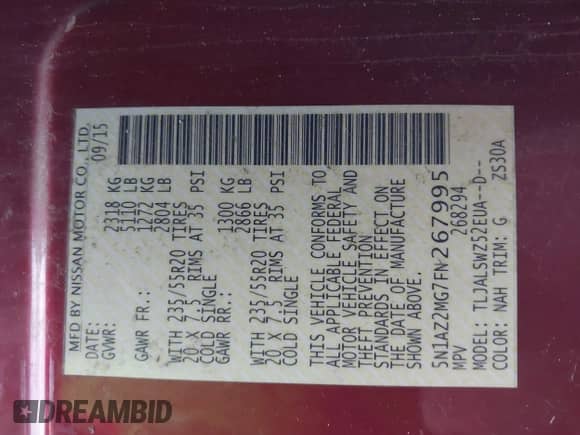 MFD BY NISSAN MOTOR CO., LTD.
DATE: 09/15
GVWR: 2318 KG
5110 LB
GAWR FR.: 1272 KG
2804 LB
WITH 235/55R20 TIRES
20 X 7.5 RIMS AT 35 PSI
COLD SINGLE
GAWR RR.: 1300 KG
2866 LB
WITH 235/55R20 TIRES
20 X 7.5 RIMS AT 35 PSI
COLD SINGLE
THIS VEHICLE CONFORMS TO
ALL APPLICABLE FEDERAL
MOTOR VEHICLE SAFETY AND
THEFT PREVENTION
STANDARDS IN EFFECT ON
THE DATE OF MANUFACTURE
SHOWN ABOVE.
5N1AZ2MG7FN267995
MPV 268294
MODEL: TLJALSWZ52EUA--D--
COLOR: NAH TRIM: G ZS30A
DREAMBID